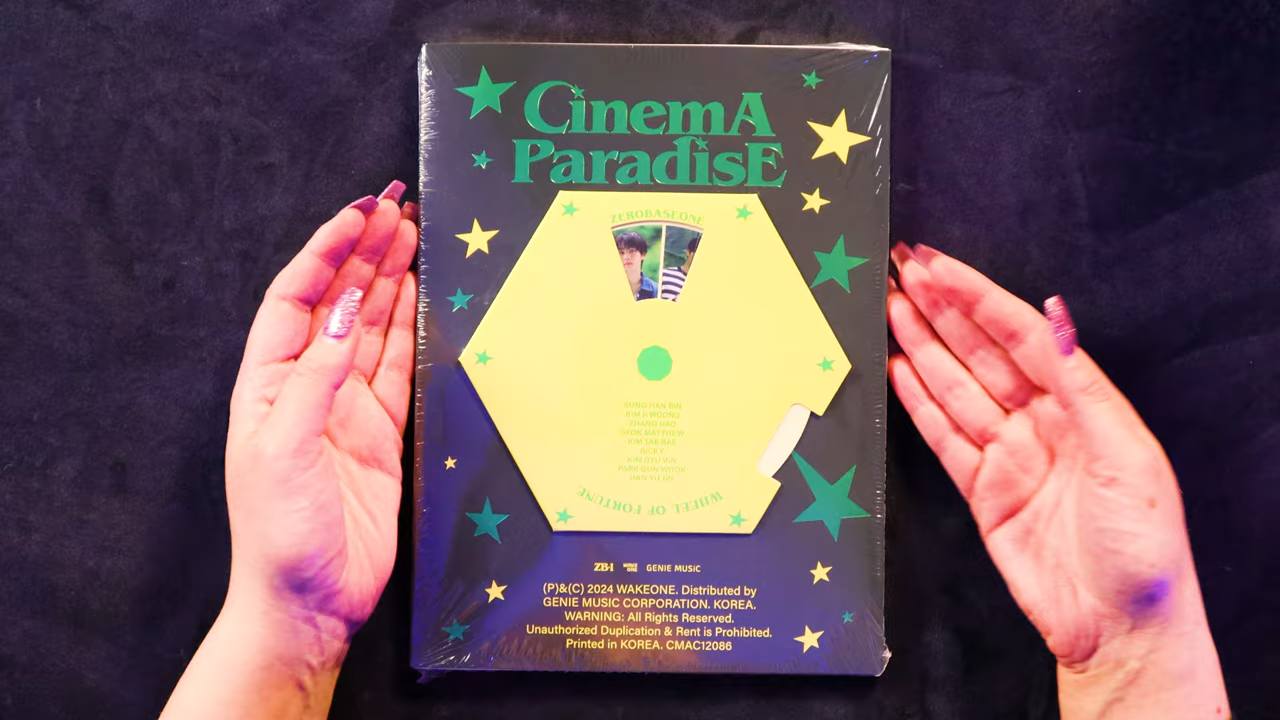 CinemA
ParadisE
ZEROBASEONE
SUNG HAN BIN
KIM JI WOONG
ZHANG HAO
SEOK MATTHEW
KIM TAE RAE
RICKY
KIM GYU VIN
PARK GUN WOOK
HAN YU JIN
WHEEL OF FORTUNE
ZB1 WAKE ONE GENIE MUSIC
(P)&(C) 2024 WAKEONE. Distributed by
GENIE MUSIC CORPORATION. KOREA.
WARNING: All Rights Reserved.
Unauthorized Duplication & Rent is Prohibited.
Printed in KOREA. CMAC12086